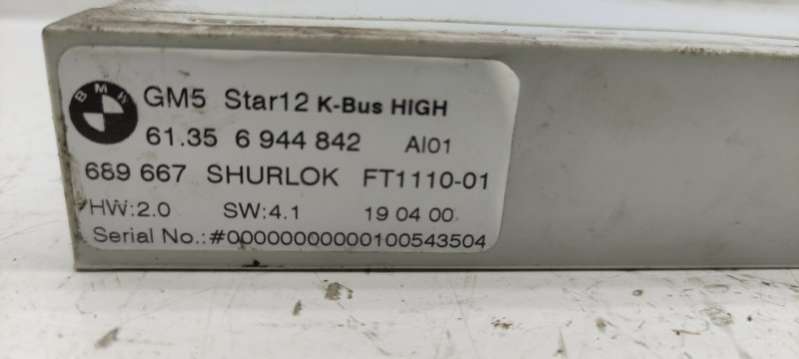 BMW
GM5 Star12 K-Bus HIGH
61.35 6 944 842 AI01
689 667 SHURLOK FT1110-01
HW:2.0 SW:4.1 19 04 00
Serial No.:#00000000000100543504